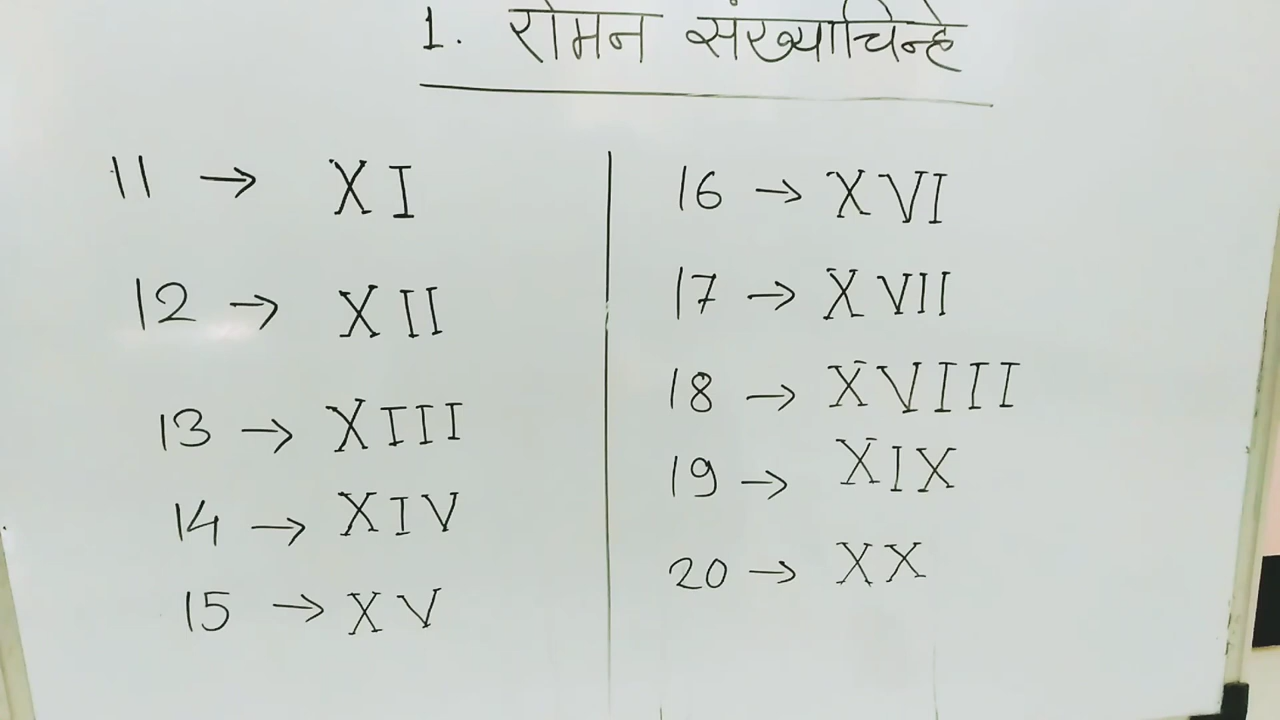 1. रोमन संख्याचिन्हे
11 → XI
12 → XII
13 → XIII
14 → XIV
15 → XV
16 → XVI
17 → XVII
18 → XVIII
19 → XIX
20 → XX